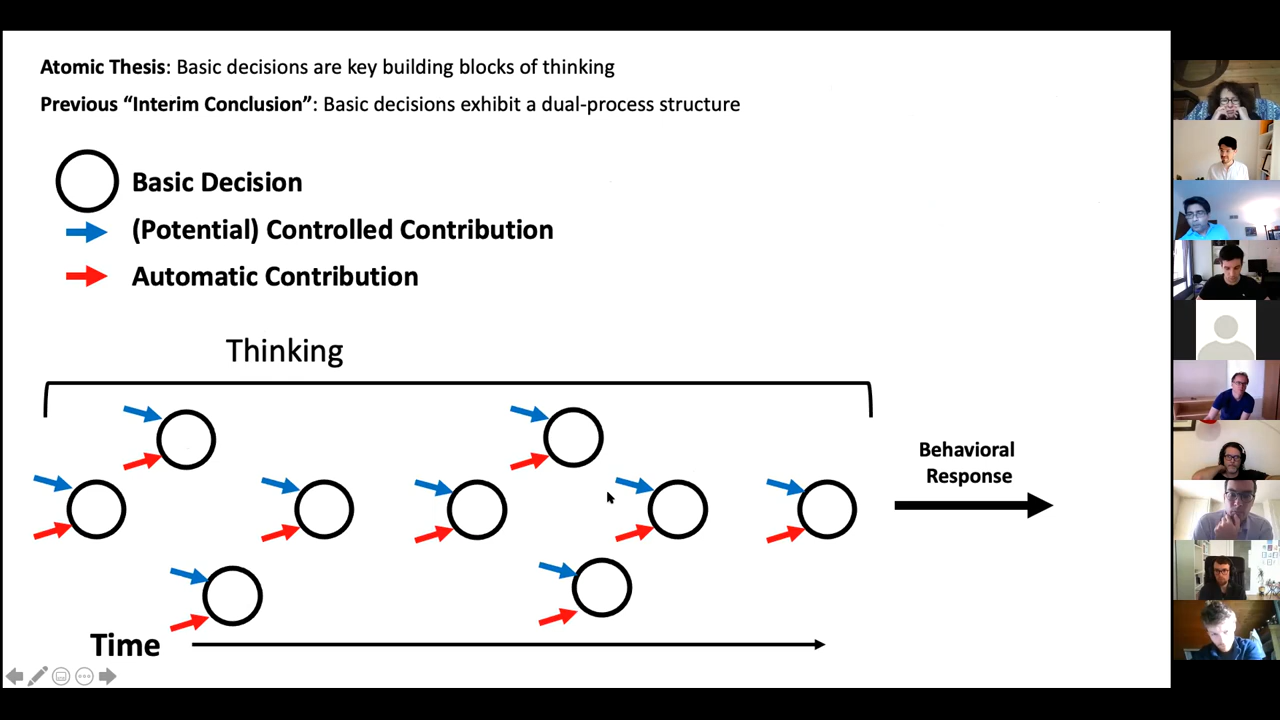 Atomic Thesis: Basic decisions are key building blocks of thinking
Previous “Interim Conclusion”: Basic decisions exhibit a dual-process structure
Basic Decision
(Potential) Controlled Contribution
Automatic Contribution
Thinking
Behavioral
Response
Time